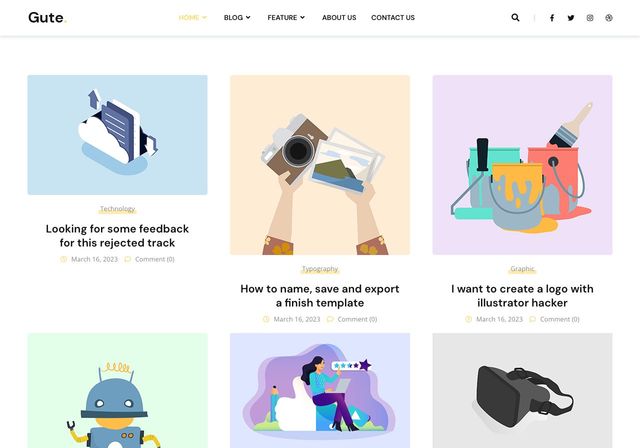 Gute.
HOME BLOG FEATURE ABOUT US CONTACT US
Technology
Looking for some feedback
for this rejected track
March 16, 2023 Comment (0)
Typography
How to name, save and export
a finish template
March 16, 2023 Comment (0)
Graphic
I want to create a logo with
illustrator hacker
March 16, 2023 Comment (0)